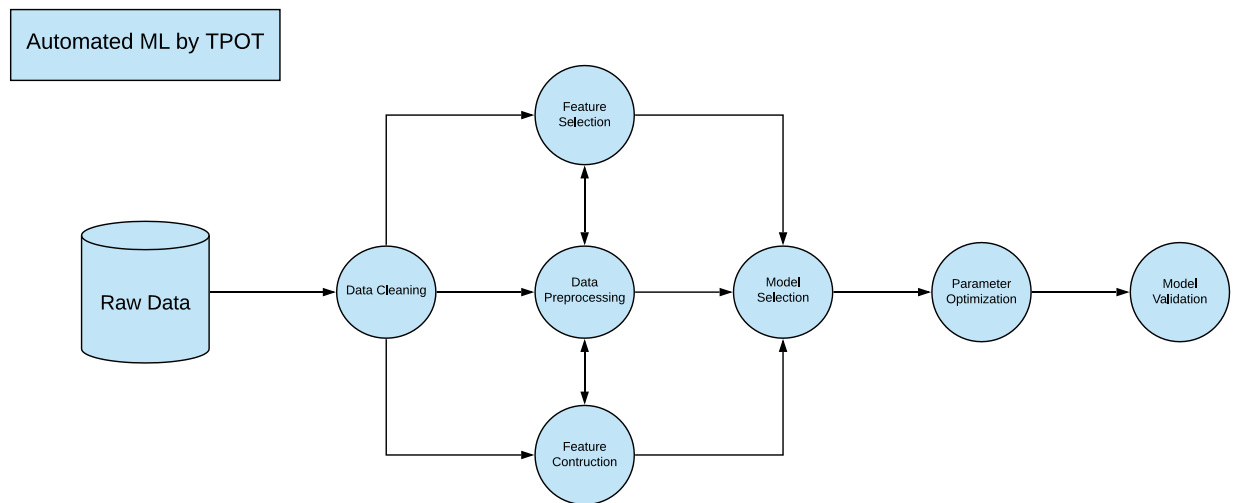 Automated ML by TPOT
Feature
Selection
Raw Data
Data Cleaning
Data
Preprocessing
Model
Selection
Parameter
Optimization
Model
Validation
Feature
Contruction